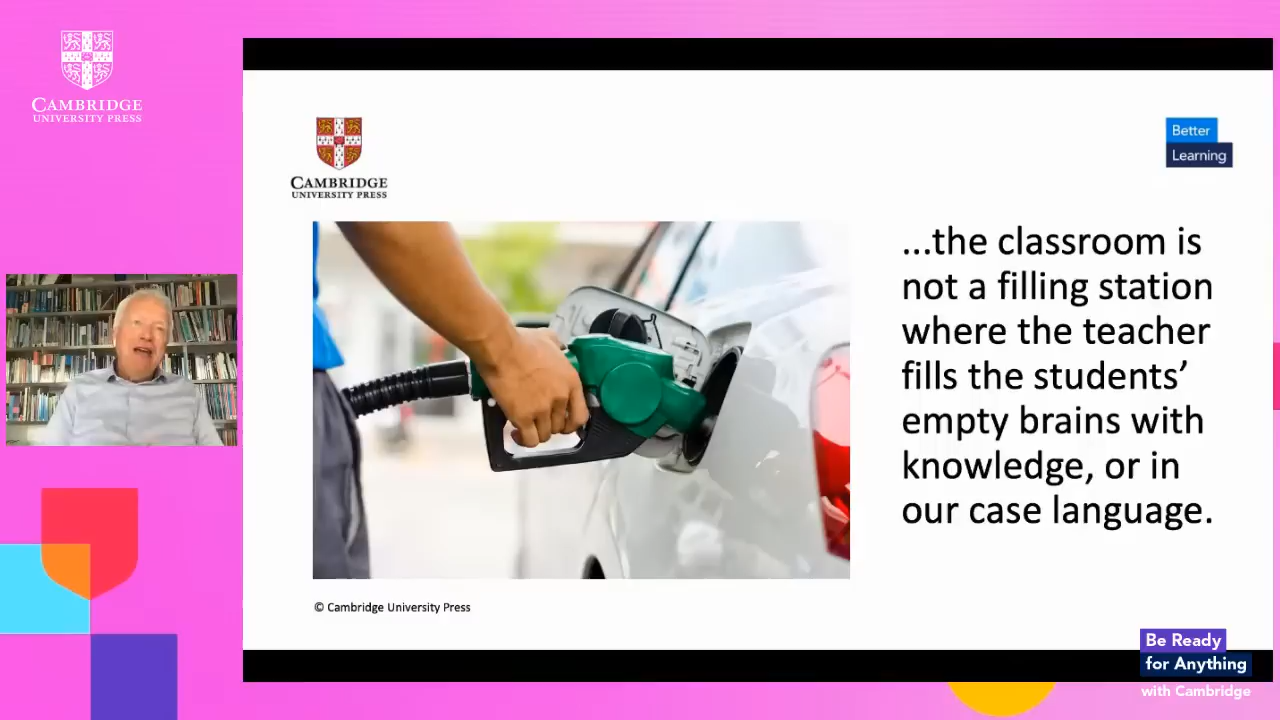 CAMBRIDGE
UNIVERSITY PRESS
CAMBRIDGE
UNIVERSITY PRESS
Better
Learning
...the classroom is
not a filling station
where the teacher
fills the students’
empty brains with
knowledge, or in
our case language.
© Cambridge University Press
Be Ready
for Anything
with Cambridge